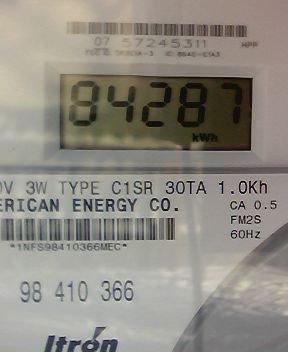 07 57245311 HPP
84287
kWh
0V 3W TYPE C1SR 30TA 1.0Kh
ERICAN ENERGY CO.
CA 0.5
FM2S
60Hz
*1NFS98410366MEC*
98 410 366
Itron